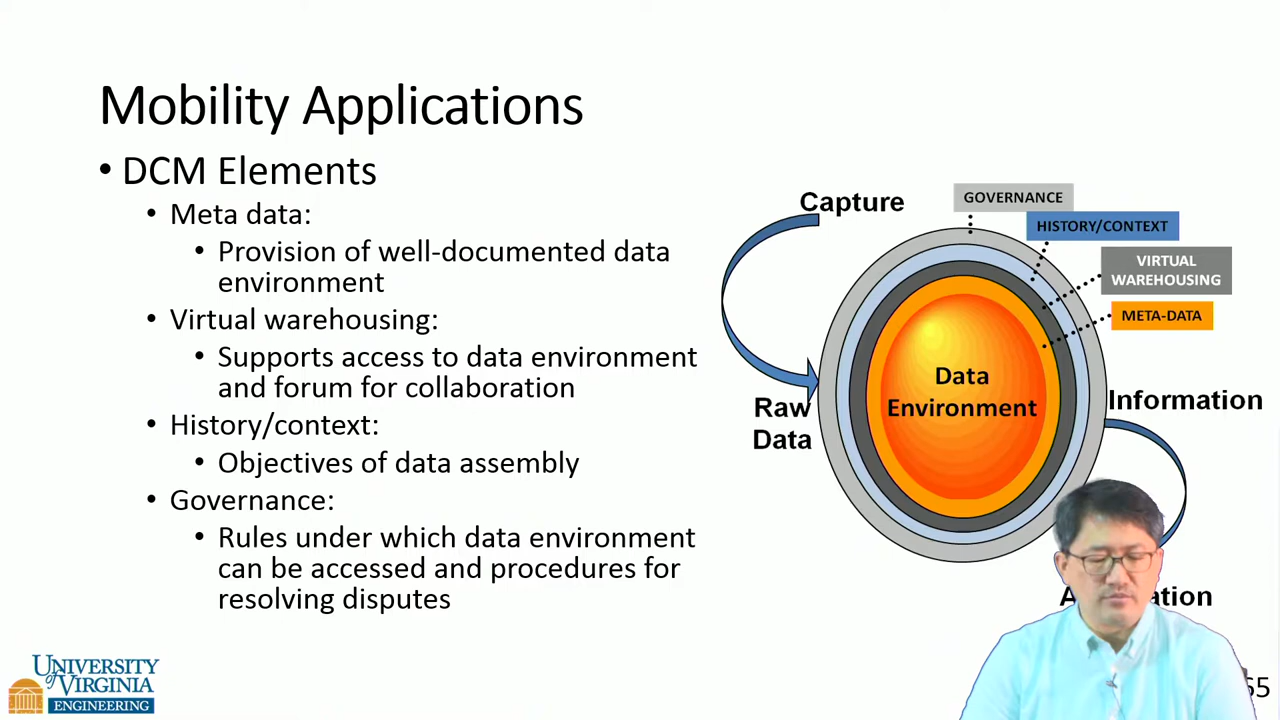 Mobility Applications
• DCM Elements
• Meta data:
• Provision of well-documented data
environment
• Virtual warehousing:
• Supports access to data environment
and forum for collaboration
• History/context:
• Objectives of data assembly
• Governance:
• Rules under which data environment
can be accessed and procedures for
resolving disputes
Capture
GOVERNANCE
HISTORY/CONTEXT
VIRTUAL
WAREHOUSING
META-DATA
Data
Environment
Raw
Data
Information
UNIVERSITY
of VIRGINIA
ENGINEERING